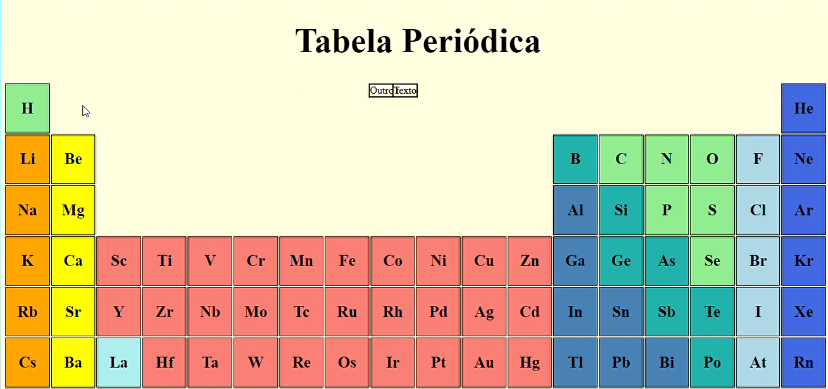 Tabela Periódica
Outro Texto
H He
Li Be B C N O F Ne
Na Mg Al Si P S Cl Ar
K Ca Sc Ti V Cr Mn Fe Co Ni Cu Zn Ga Ge As Se Br Kr
Rb Sr Y Zr Nb Mo Tc Ru Rh Pd Ag Cd In Sn Sb Te I Xe
Cs Ba La Hf Ta W Re Os Ir Pt Au Hg Tl Pb Bi Po At Rn